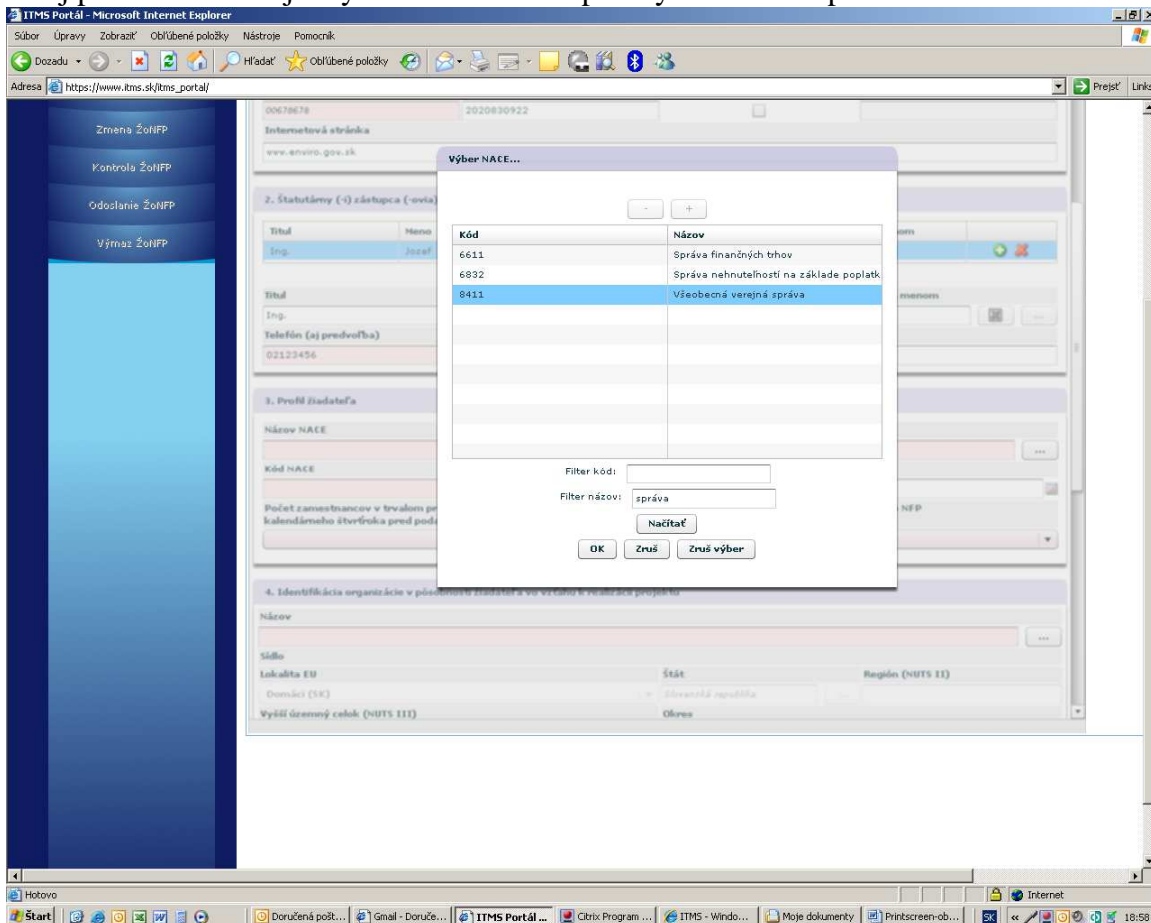 ITMS Portál - Microsoft Internet Explorer
Súbor Úpravy Zobraziť Obľúbené položky Nástroje Pomocník
Dozadu Hľadať Obľúbené položky
Adresa https://www.itms.sk/itms_portal/ Prejsť Links
Zmena ŽoNFP
Kontrola ŽoNFP
Odoslanie ŽoNFP
Výmaz ŽoNFP
00678678 2020830922
Internetová stránka
www.enviro.gov.sk
2. Štatutárny (-i) zástupca (-ovia)
Titul Meno
Ing. Jozef
Titul menom
Ing.
Telefón (aj predvoľba)
02123456
3. Profil žiadateľa
Názov NACE
...
Kód NACE
Počet zamestnancov v trvalom NFP
kalendárneho štvrťroka pred
4. Identifikácia organizácie v pôsobnosti žiadateľa vo vzťahu k realizácii projektu
Názov
...
Sídlo
Lokalita EU Štát Región (NUTS II)
Domáci (SK) Slovenská republika
Vyšší územný celok (NUTS III) Okres
Výber NACE...
- +
Kód Názov
6611 Správa finančných trhov
6832 Správa nehnuteľností na základe poplatk
8411 Všeobecná verejná správa
Filter kód:
Filter názov: správa
Načítať
OK Zruš Zruš výber
Hotovo Internet
Štart Doručená pošt... Gmail - Doruče... ITMS Portál ... Citrix Program ... ITMS - Windo... Moje dokumenty Printscreen-ob... SK « 18:58